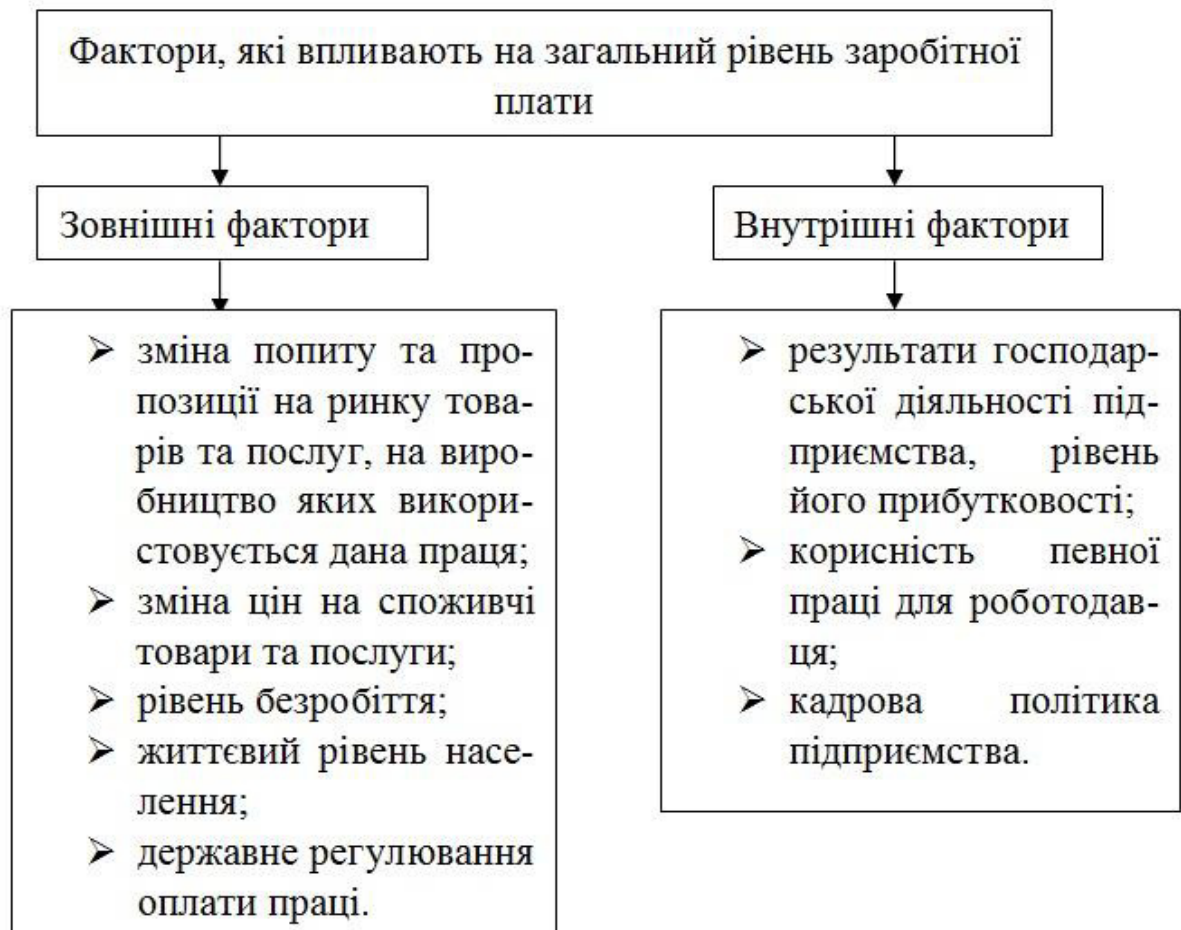 Фактори, які впливають на загальний рівень заробітної
плати
Зовнішні фактори
➢ зміна попиту та про-
позиції на ринку това-
рів та послуг, на виро-
бництво яких викори-
стовується дана праця;
➢ зміна цін на споживчі
товари та послуги;
➢ рівень безробіття;
➢ життєвий рівень насе-
лення;
➢ державне регулювання
оплати праці.
Внутрішні фактори
➢ результати господар-
ської діяльності під-
приємства, рівень
його прибутковості;
➢ корисність певної
праці для роботодав-
ця;
➢ кадрова політика
підприємства.